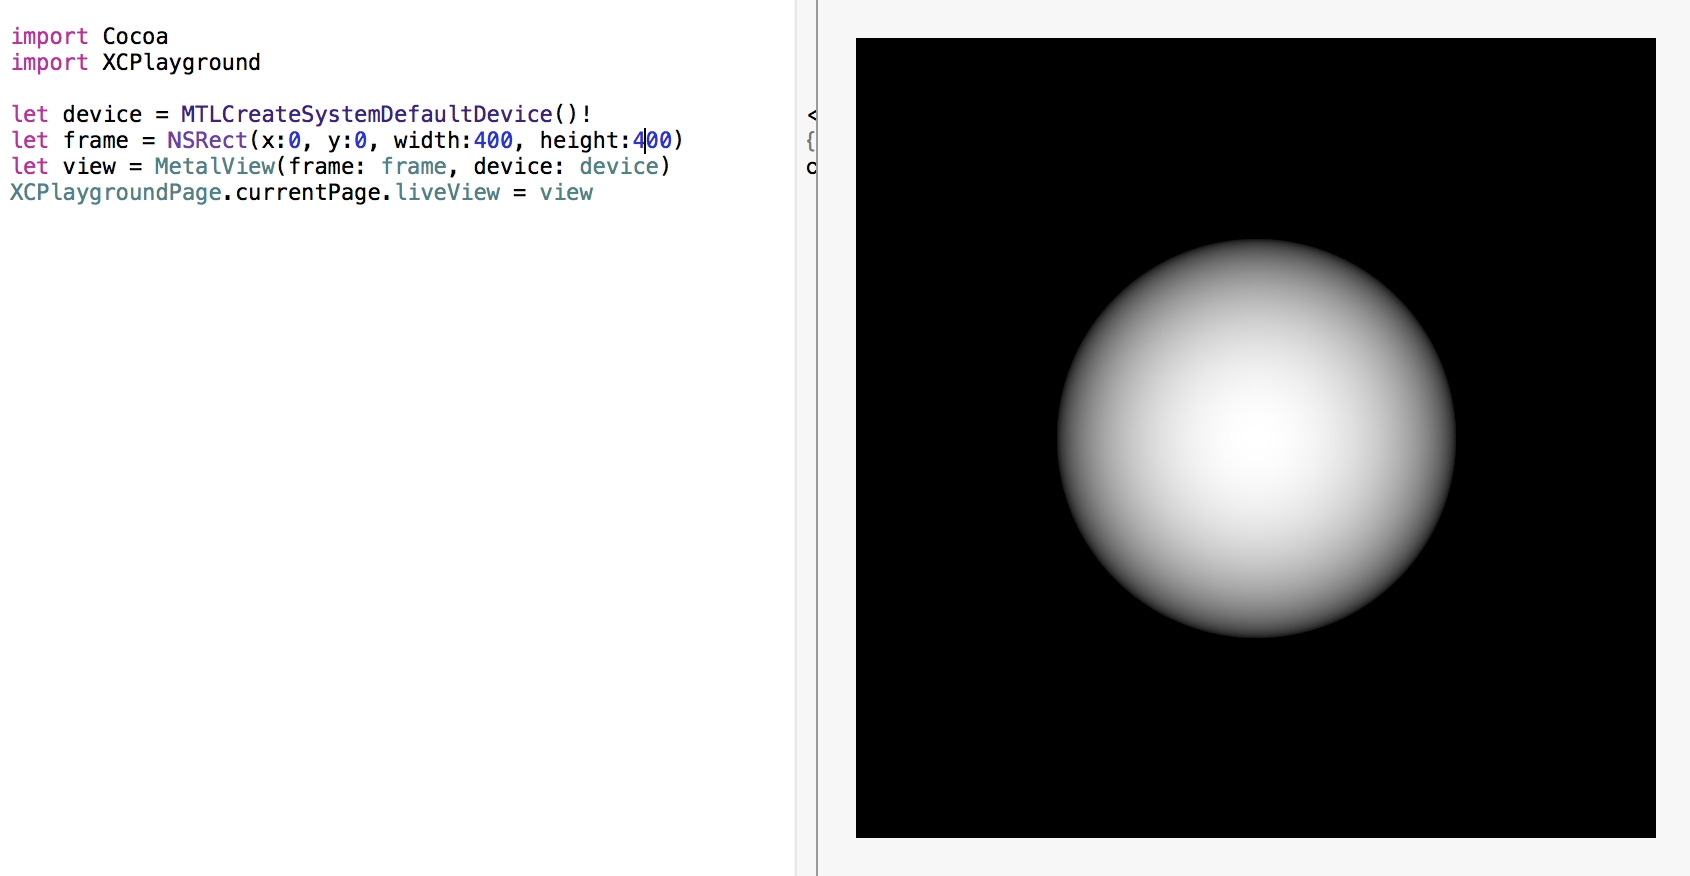 import Cocoa
import XCPlayground
let device = MTLCreateSystemDefaultDevice()!
let frame = NSRect(x:0, y:0, width:400, height:400)
let view = MetalView(frame: frame, device: device)
XCPlaygroundPage.currentPage.liveView = view